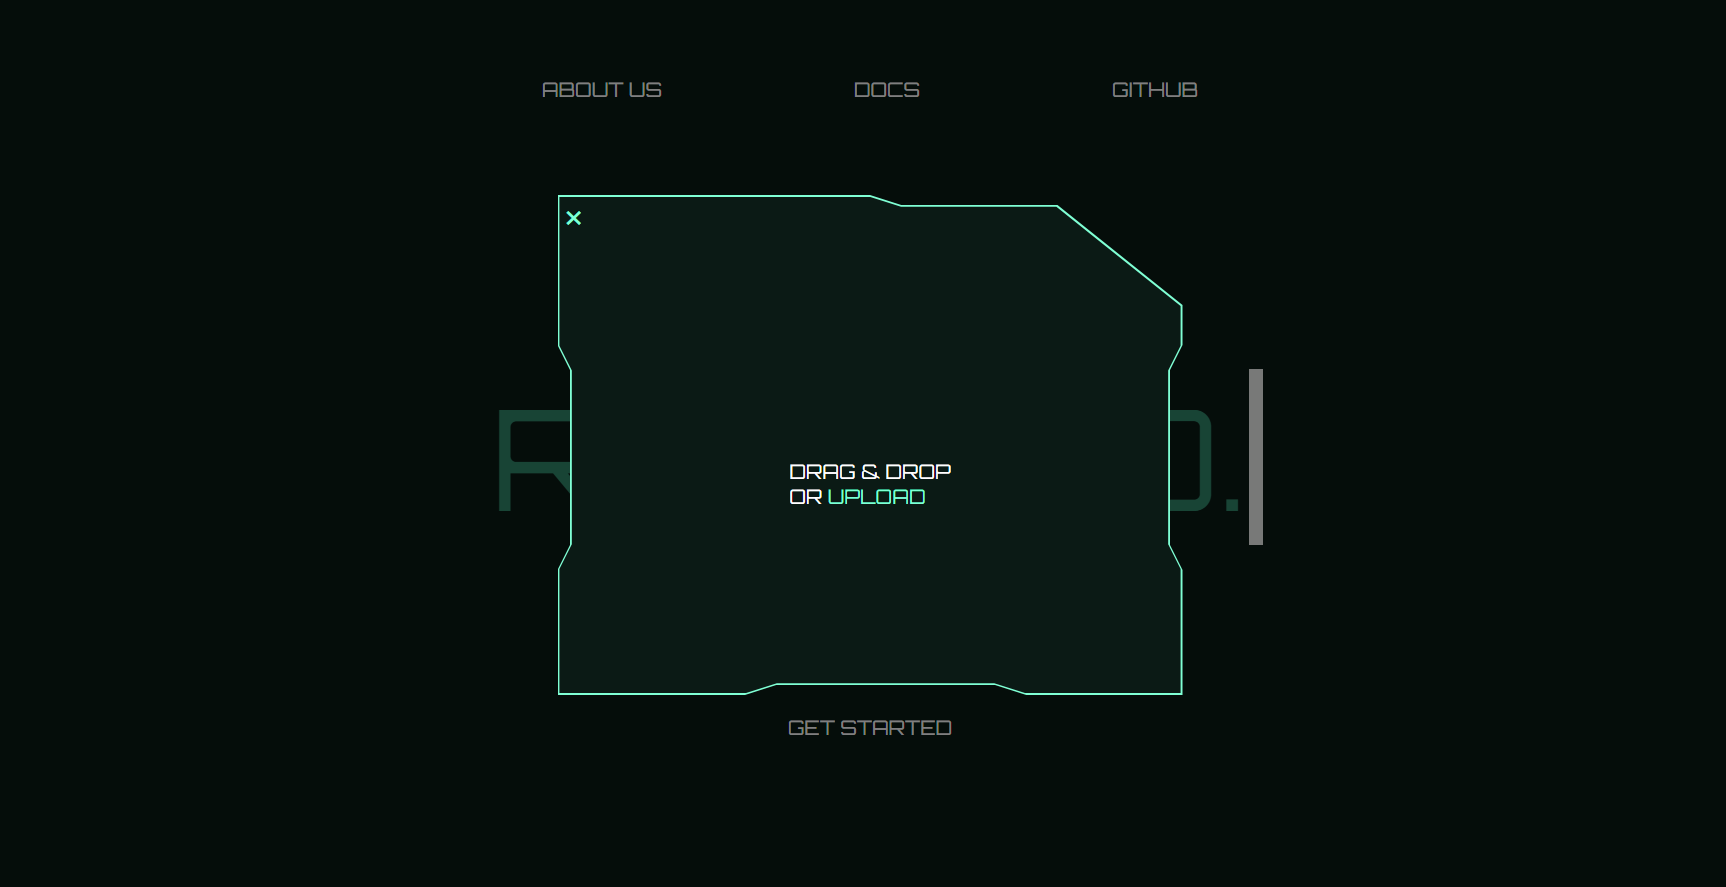 ABOUT US DOCS GITHUB
DRAG & DROP
OR UPLOAD
GET STARTED